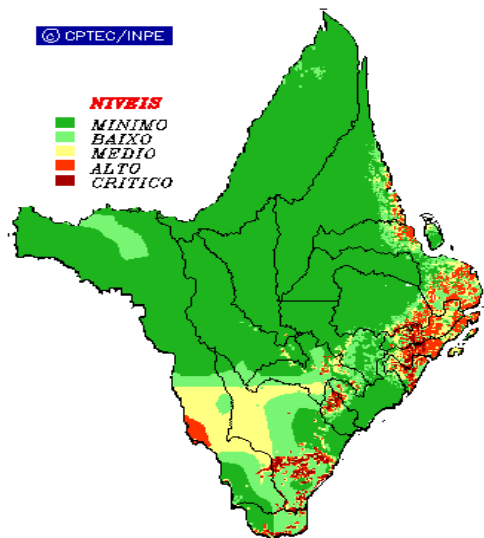 © CPTEC/INPE
NIVEIS
MINIMO
BAIXO
MEDIO
ALTO
CRITICO